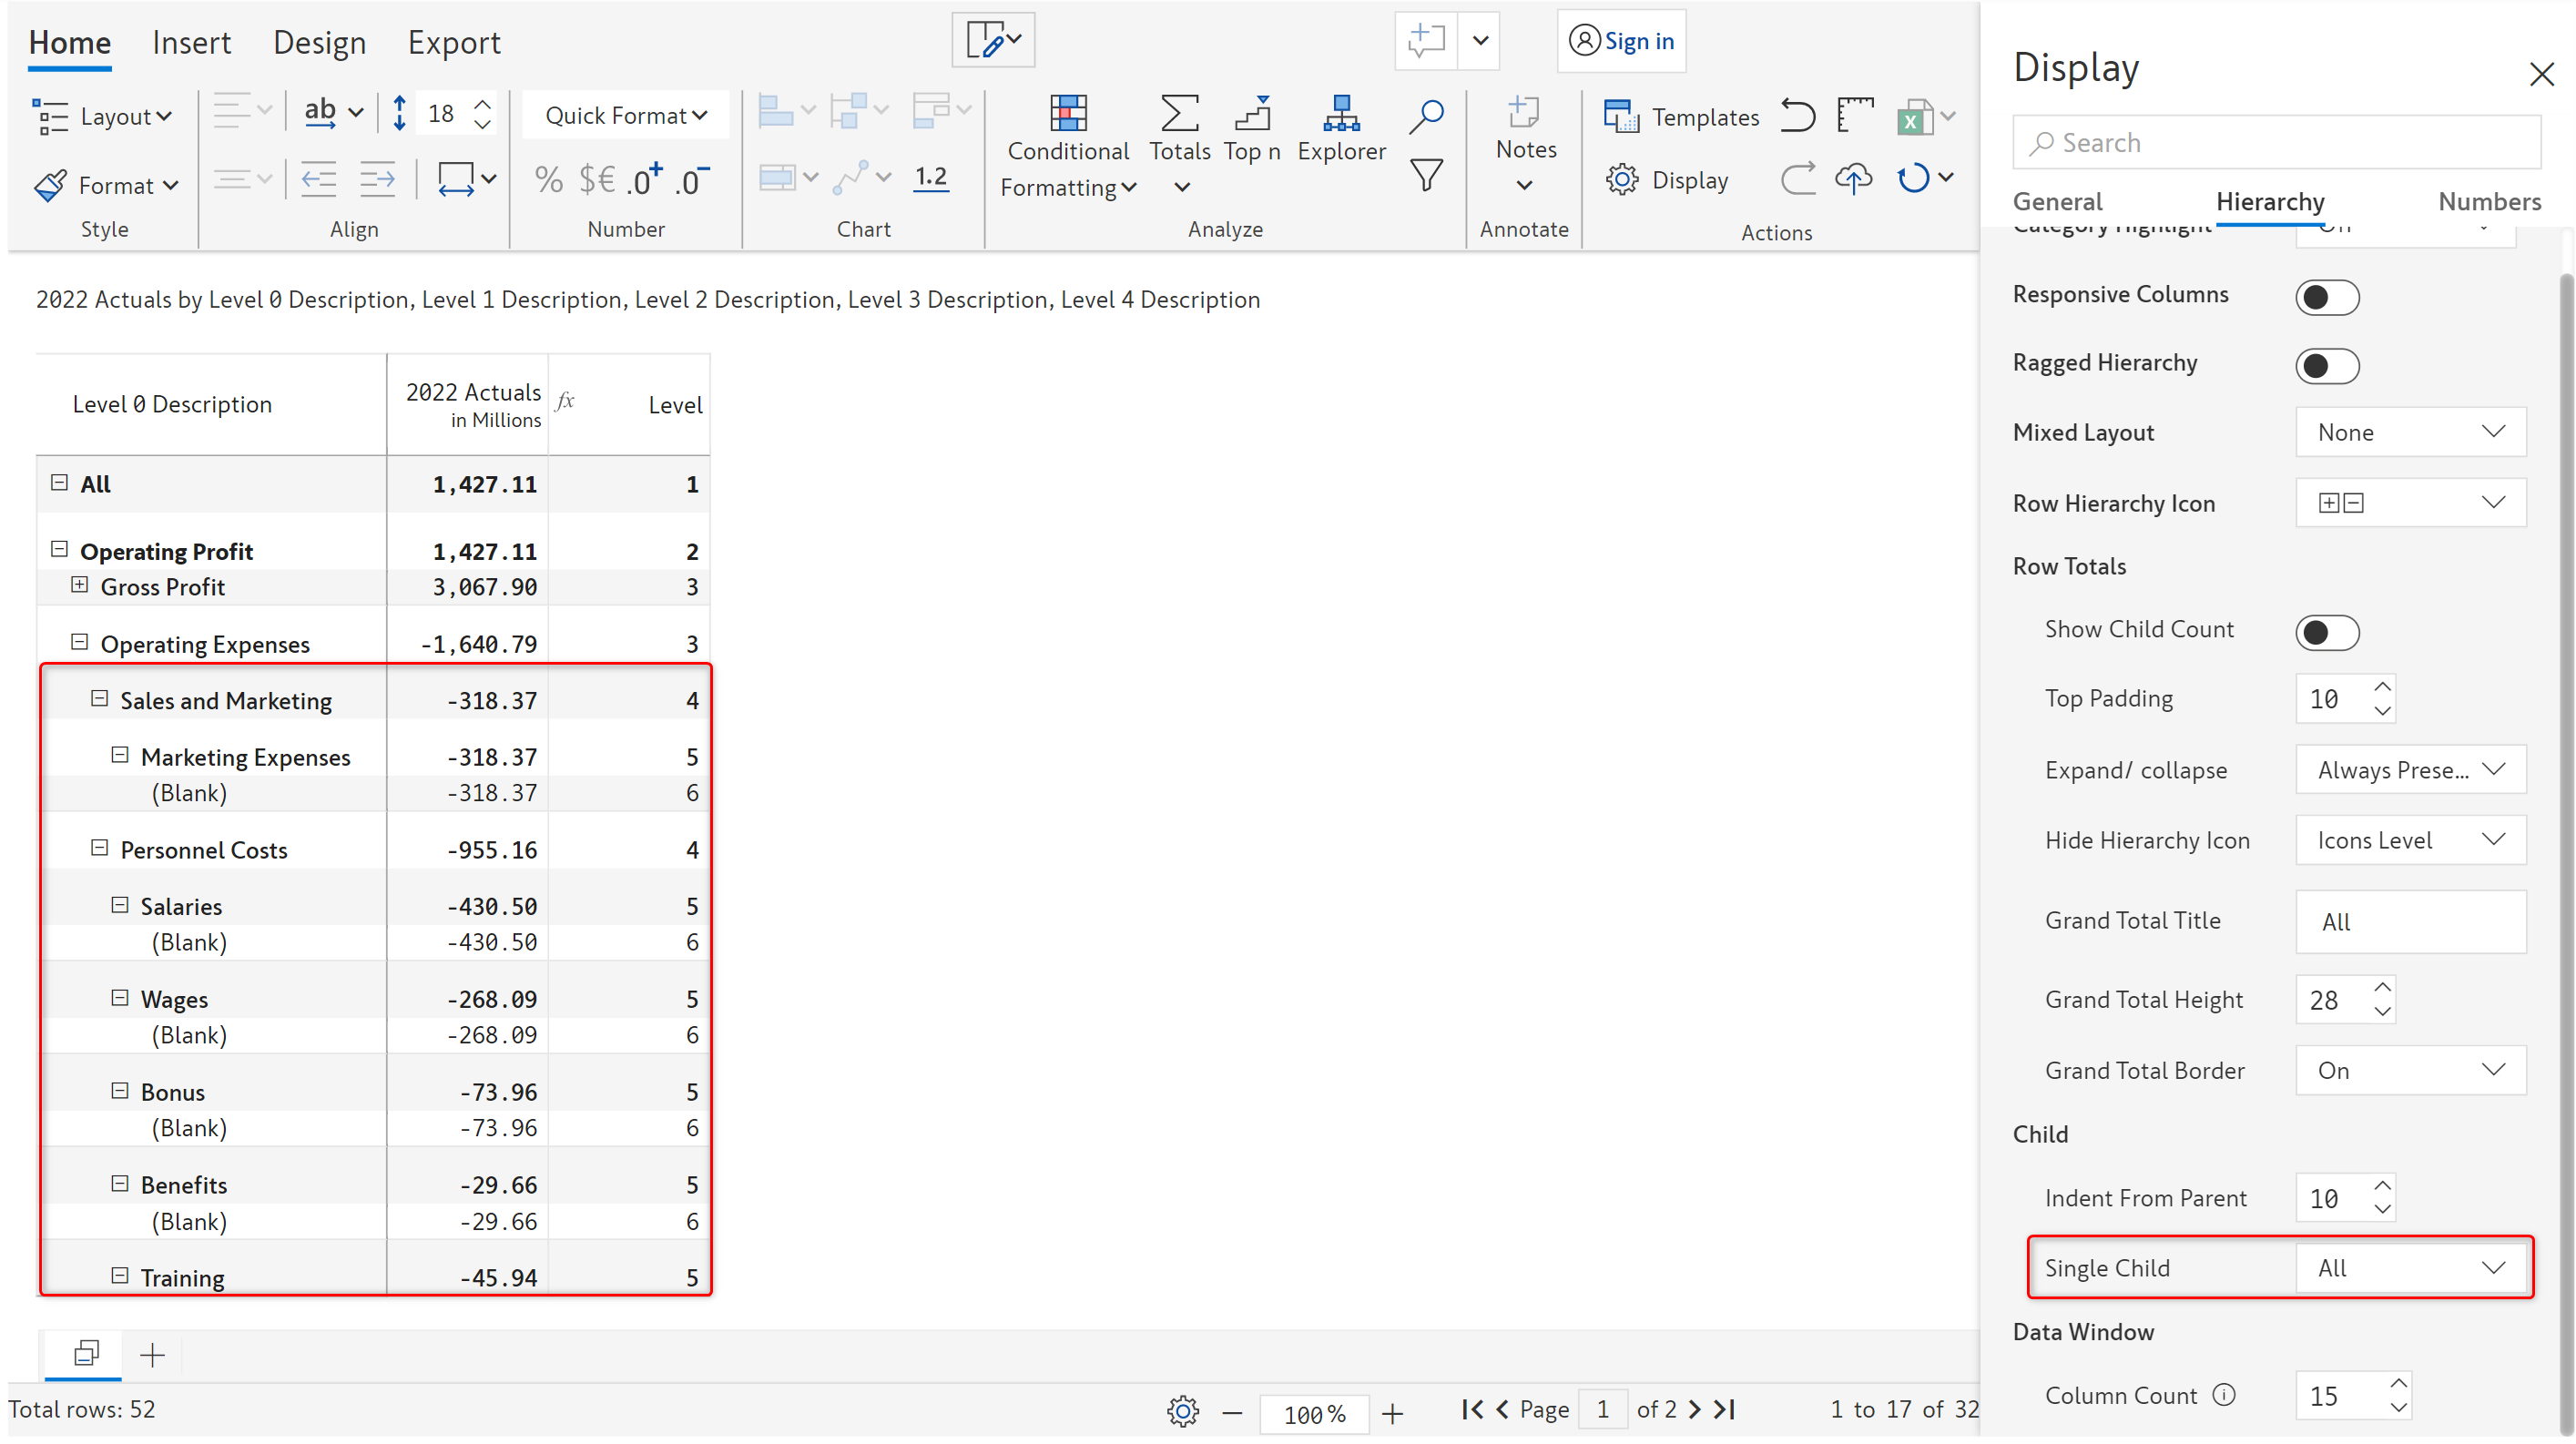 Home Insert Design Export Sign in
Layout ab 18 Quick Format Conditional Formatting Totals Top n Explorer Notes Templates
Format % $€ .0+ .0- 1.2 Display
Style Align Number Chart Analyze Annotate Actions
2022 Actuals by Level 0 Description, Level 1 Description, Level 2 Description, Level 3 Description, Level 4 Description
Level 0 Description 2022 Actuals in Millions fx Level
All 1,427.11 1
Operating Profit 1,427.11 2
Gross Profit 3,067.90 3
Operating Expenses -1,640.79 3
Sales and Marketing -318.37 4
Marketing Expenses -318.37 5
(Blank) -318.37 6
Personnel Costs -955.16 4
Salaries -430.50 5
(Blank) -430.50 6
Wages -268.09 5
(Blank) -268.09 6
Bonus -73.96 5
(Blank) -73.96 6
Benefits -29.66 5
(Blank) -29.66 6
Training -45.94 5
Total rows: 52 100 % Page 1 of 2 1 to 17 of 32
Display
Search
General Hierarchy Numbers
Category Highlight
Responsive Columns
Ragged Hierarchy
Mixed Layout None
Row Hierarchy Icon
Row Totals
Show Child Count
Top Padding 10
Expand/ collapse Always Prese...
Hide Hierarchy Icon Icons Level
Grand Total Title All
Grand Total Height 28
Grand Total Border On
Child
Indent From Parent 10
Single Child All
Data Window
Column Count 15